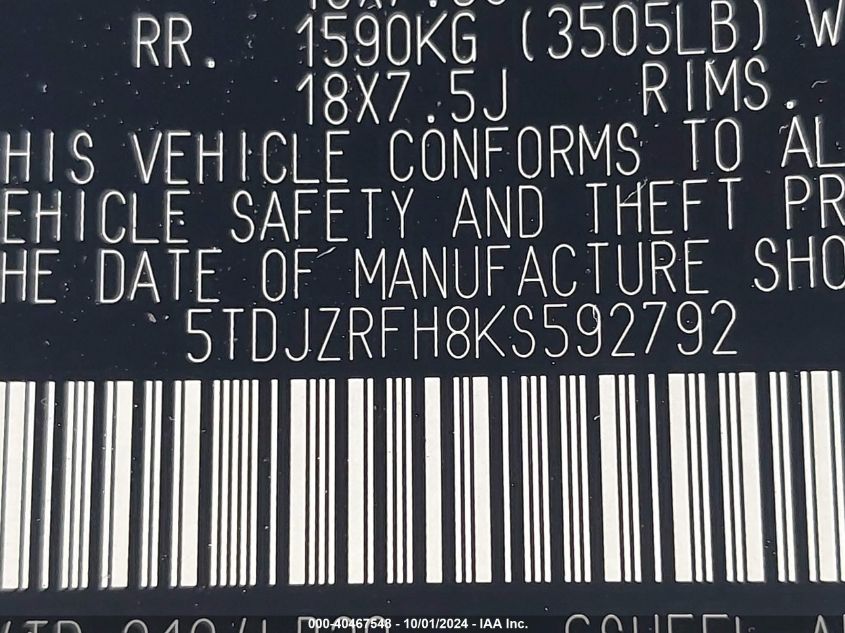 RR. 1590KG (3505LB) W
18X7.5J RIMS.
HIS VEHICLE CONFORMS TO AL
EHICLE SAFETY AND THEFT PR
HE DATE OF MANUFACTURE SHO
5TDJZRFH8KS592792
000-40467548 - 10/01/2024 - IAA Inc.